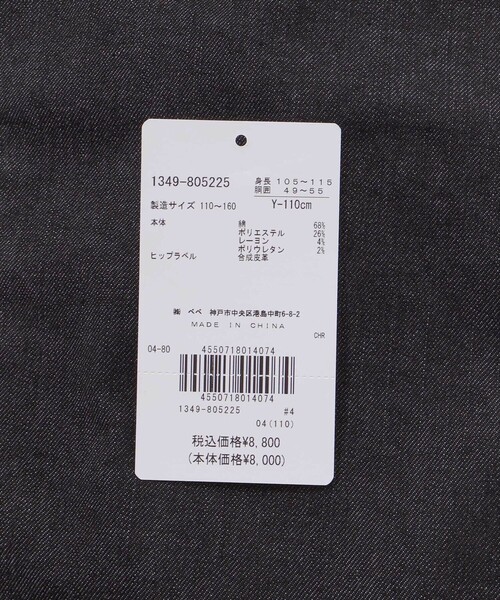 1349-805225 身長 105～115
胴囲 49～55
製造サイズ 110～160 Y-110cm
本体 綿 68%
ポリエステル 26%
レーヨン 4%
ポリウレタン 2%
ヒップラベル 合成皮革
㈱ べべ 神戸市中央区港島中町6-8-2
MADE IN CHINA
CHR
04-80 4550718014074
4550718014074
1349-805225 #4
04(110)
税込価格¥8,800
(本体価格¥8,000)